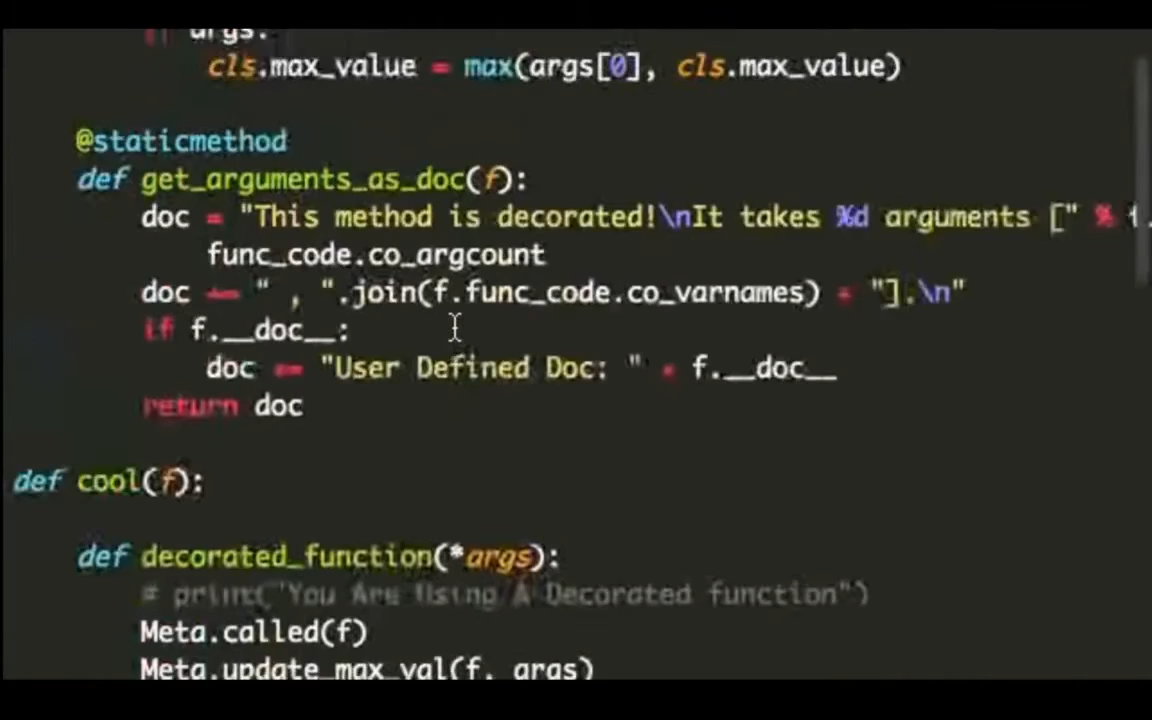 if args:
cls.max_value = max(args[0], cls.max_value)
@staticmethod
def get_arguments_as_doc(f):
doc = "This method is decorated!\nIt takes %d arguments [" %
func_code.co_argcount
doc += " , ".join(f.func_code.co_varnames) + "].\n"
if f.__doc__:
doc += "User Defined Doc: " + f.__doc__
return doc
def cool(f):
def decorated_function(*args):
# print("You Are Using A Decorated function")
Meta.called(f)
Meta.update_max_val(f, args)